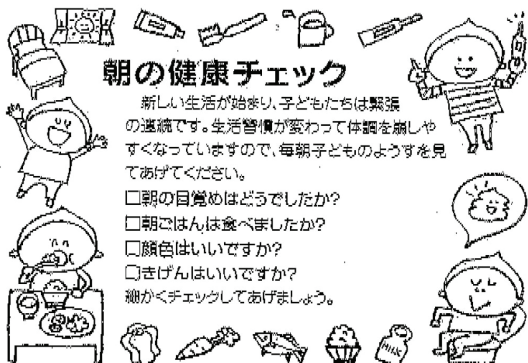 朝の健康チェック
新しい生活が始まり、子どもたちは緊張
の連続です。生活習慣が変わって体調を崩しや
すくなっていますので、毎朝子どものようすを見
てあげてください。
□朝の目覚めはどうでしたか?
□朝ごはんは食べましたか?
□顔色はいいですか?
□きげんはいいですか?
細かくチェックしてあげましょう。
MILK